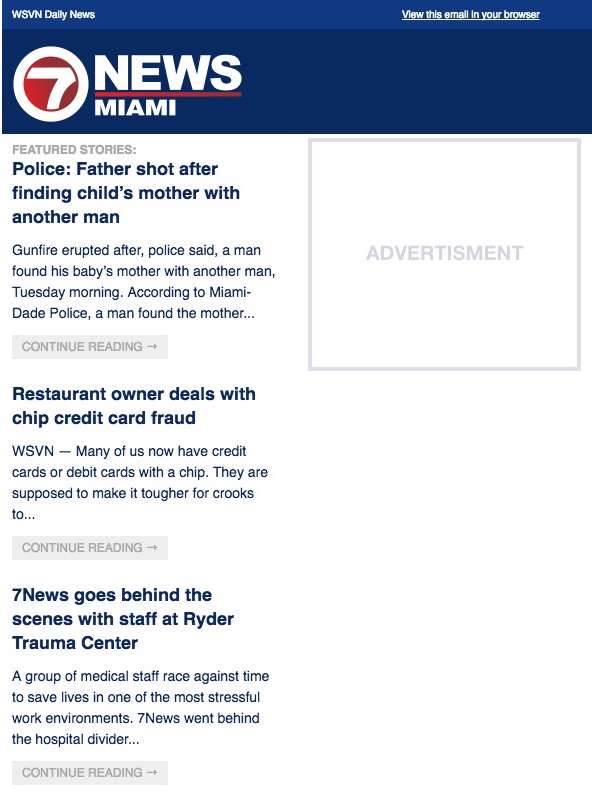 WSVN Daily News
View this email in your browser
7 NEWS
MIAMI
FEATURED STORIES:
Police: Father shot after
finding child’s mother with
another man
Gunfire erupted after, police said, a man
found his baby’s mother with another man,
Tuesday morning. According to Miami-
Dade Police, a man found the mother...
CONTINUE READING →
ADVERTISMENT
Restaurant owner deals with
chip credit card fraud
WSVN — Many of us now have credit
cards or debit cards with a chip. They are
supposed to make it tougher for crooks
to...
CONTINUE READING →
7News goes behind the
scenes with staff at Ryder
Trauma Center
A group of medical staff race against time
to save lives in one of the most stressful
work environments. 7News went behind
the hospital divider...
CONTINUE READING →